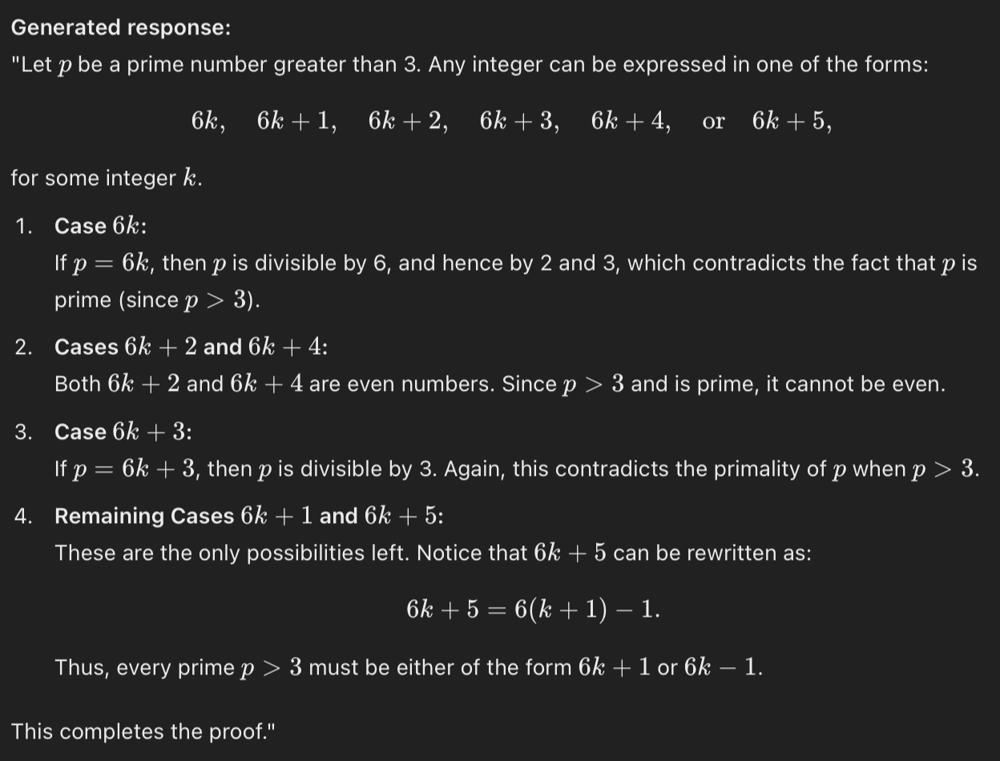 Generated response:
"Let p be a prime number greater than 3. Any integer can be expressed in one of the forms:
6k, 6k + 1, 6k + 2, 6k + 3, 6k + 4, or 6k + 5,
for some integer k.
1. Case 6k:
If p = 6k, then p is divisible by 6, and hence by 2 and 3, which contradicts the fact that p is
prime (since p > 3).
2. Cases 6k + 2 and 6k + 4:
Both 6k + 2 and 6k + 4 are even numbers. Since p > 3 and is prime, it cannot be even.
3. Case 6k + 3:
If p = 6k + 3, then p is divisible by 3. Again, this contradicts the primality of p when p > 3.
4. Remaining Cases 6k + 1 and 6k + 5:
These are the only possibilities left. Notice that 6k + 5 can be rewritten as:
6k + 5 = 6(k + 1) − 1.
Thus, every prime p > 3 must be either of the form 6k + 1 or 6k − 1.
This completes the proof."